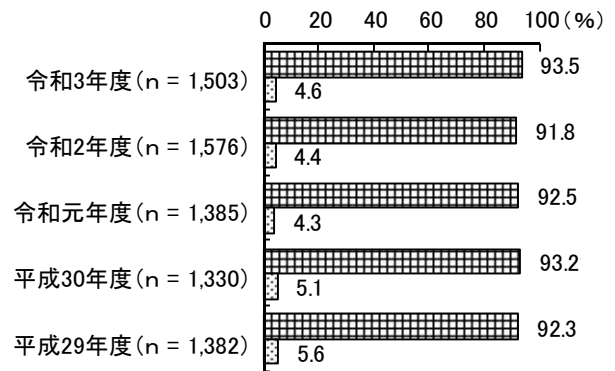 0 20 40 60 80 100(%)
令和3年度(n = 1,503) 93.5
4.6
令和2年度(n = 1,576) 91.8
4.4
令和元年度(n = 1,385) 92.5
4.3
平成30年度(n = 1,330) 93.2
5.1
平成29年度(n = 1,382) 92.3
5.6